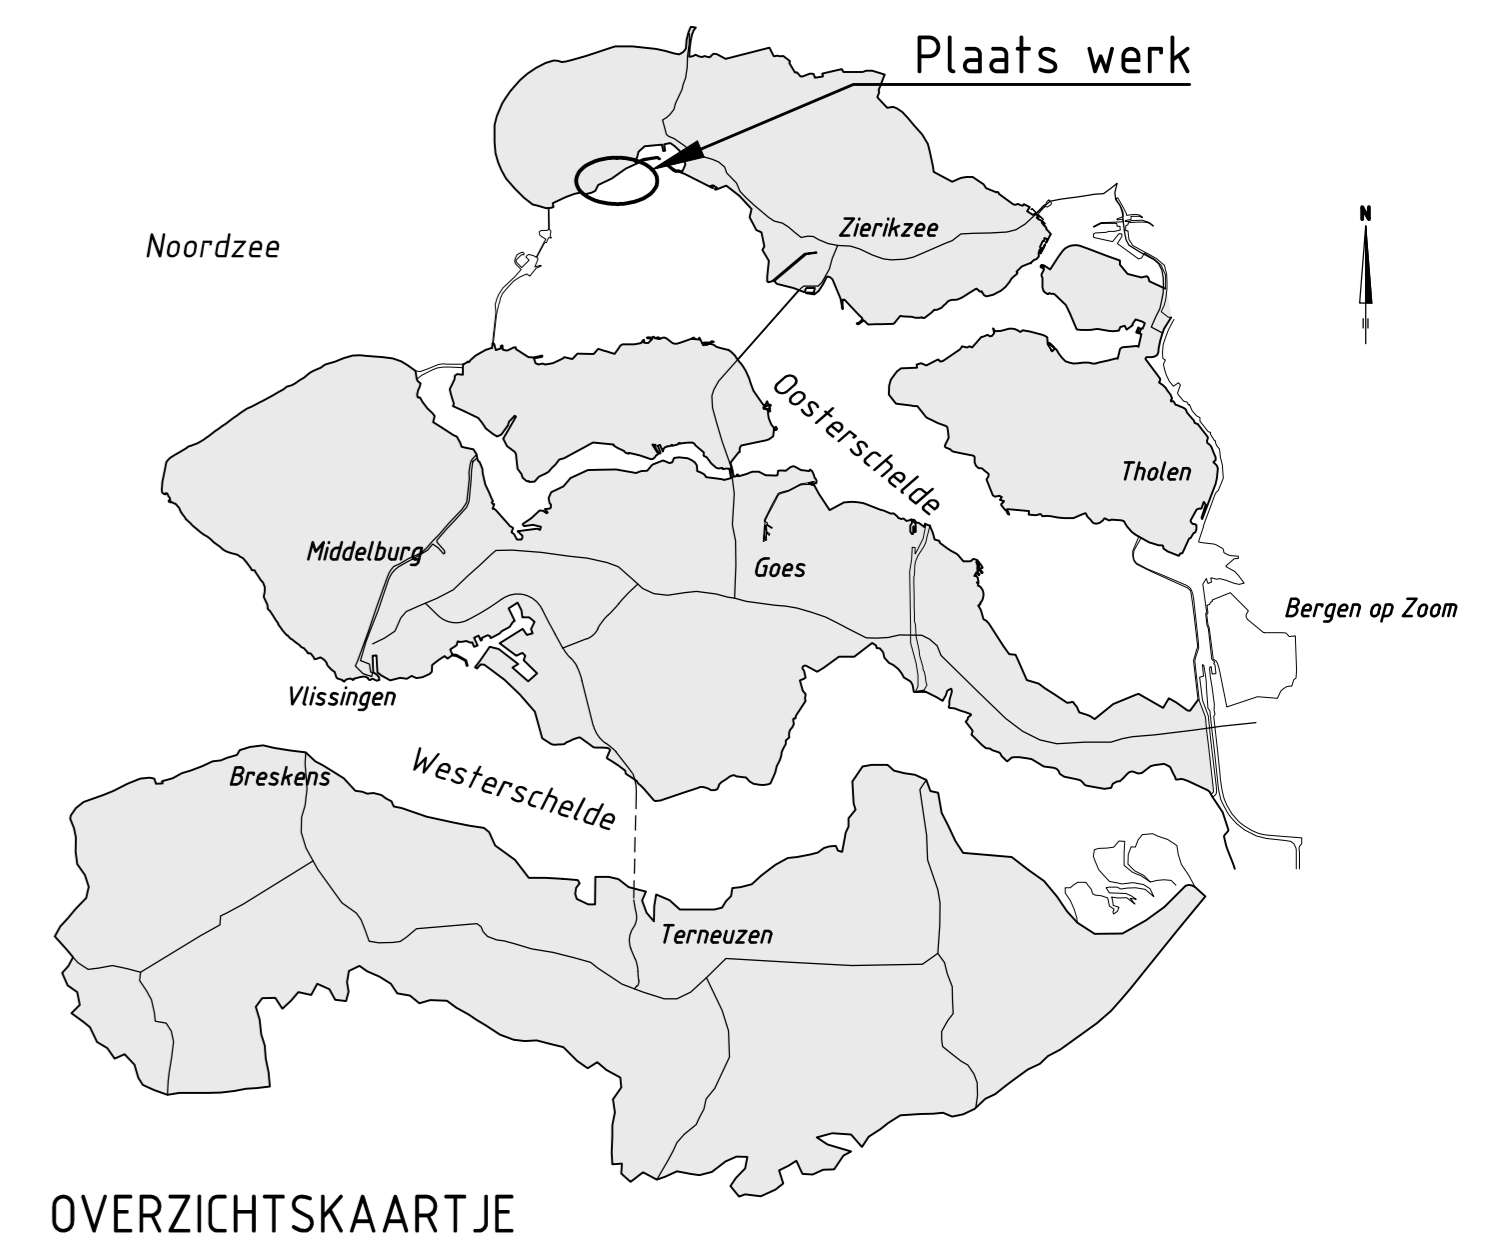 Plaats werk
N
Noordzee
Zierikzee
Oosterschelde
Tholen
Middelburg
Goes
Bergen op Zoom
Vlissingen
Westerschelde
Breskens
Terneuzen
OVERZICHTSKAARTJE